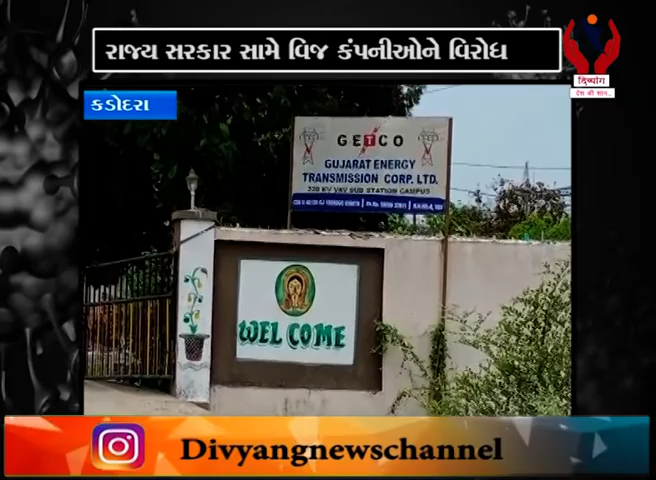 રાજ્ય સરકાર સામે વિજ કંપનીઓને વિરોધ
दिव्यांग
देश की शान..
કડોદરા
GETCO
GUJARAT ENERGY
TRANSMISSION CORP. LTD.
220 KV VAV SUB STATION CAMPUS
WEL COME
Divyangnewschannel